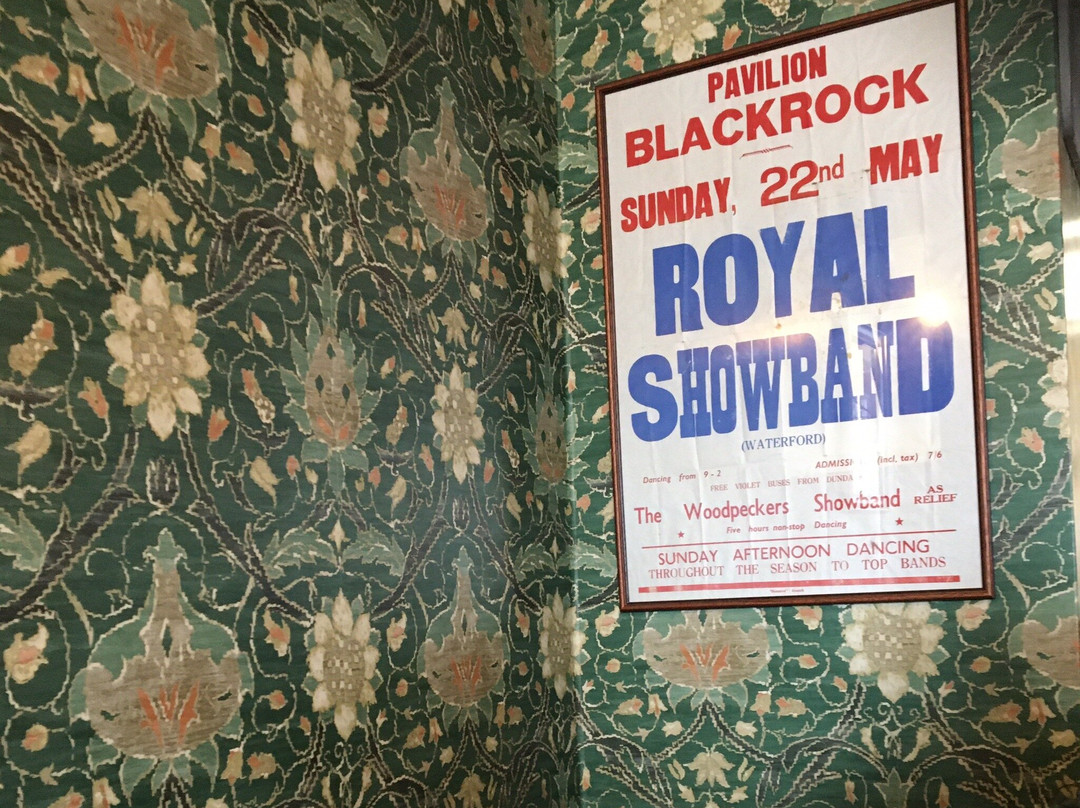 PAVILION
BLACKROCK
SUNDAY, 22nd MAY
ROYAL
SHOWBAND
(WATERFORD)
Dancing from 9-2 (incl. tax) 7/6
FREE VIOLET BUSES FROM
The Woodpeckers Showband AS RELIEF
Five hours non-stop Dancing
SUNDAY AFTERNOON DANCING
THROUGHOUT THE SEASON TO TOP BANDS